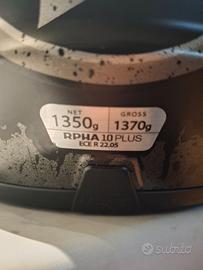 NET GROSS
1350g 1370g
RPHA 10 PLUS
ECE R 22.05
subito